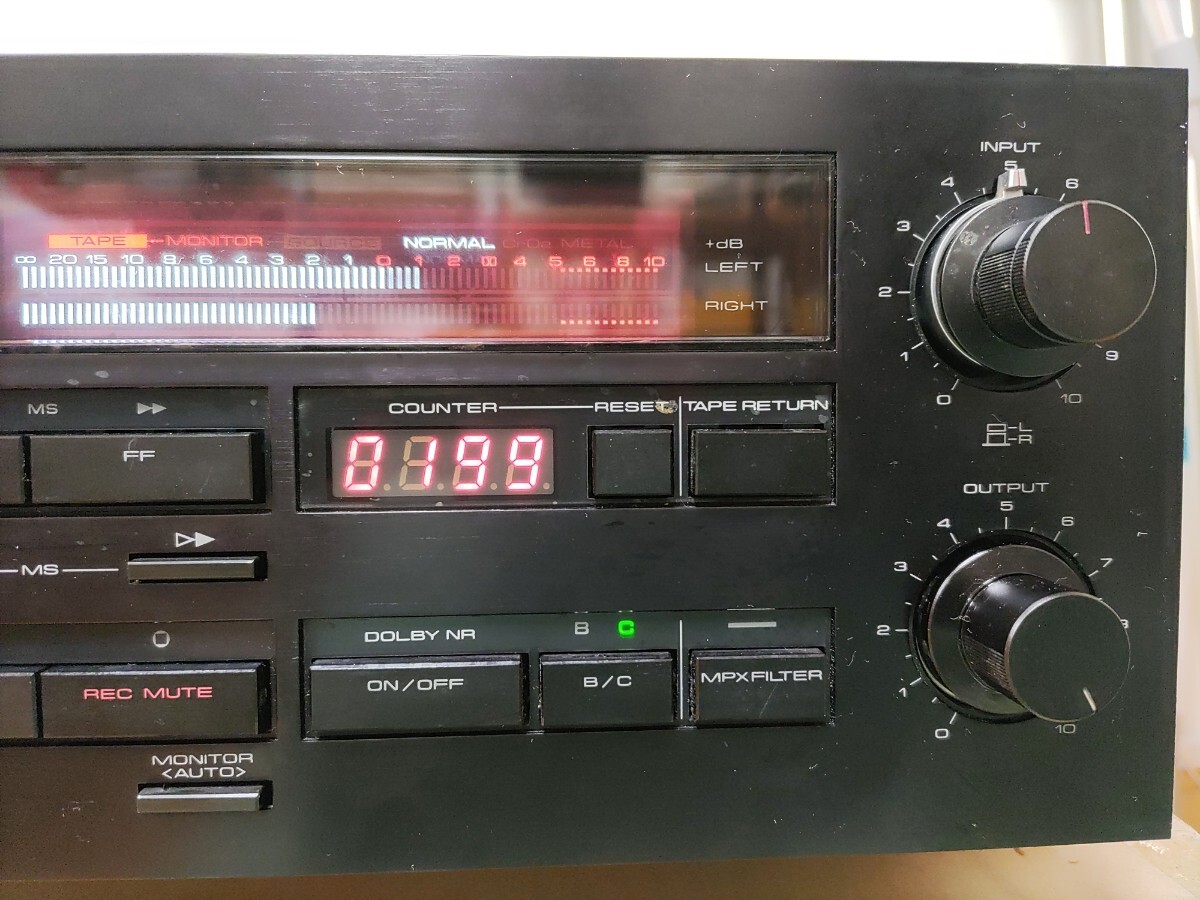 TAPE MONITOR SOURCE NORMAL CrO2 METAL +dB
∞ 20 15 10 8 6 4 3 2 1 0 1 2 4 5 6 8 10
LEFT
RIGHT
INPUT
0 1 2 3 4 5 6 9 10
MS
FF
COUNTER RESET TAPE RETURN
0199
L
R
OUTPUT
0 1 2 3 4 5 6 7 8 10
MS
DOLBY NR B C
ON/OFF B/C MPX FILTER
REC MUTE
MONITOR
<AUTO>